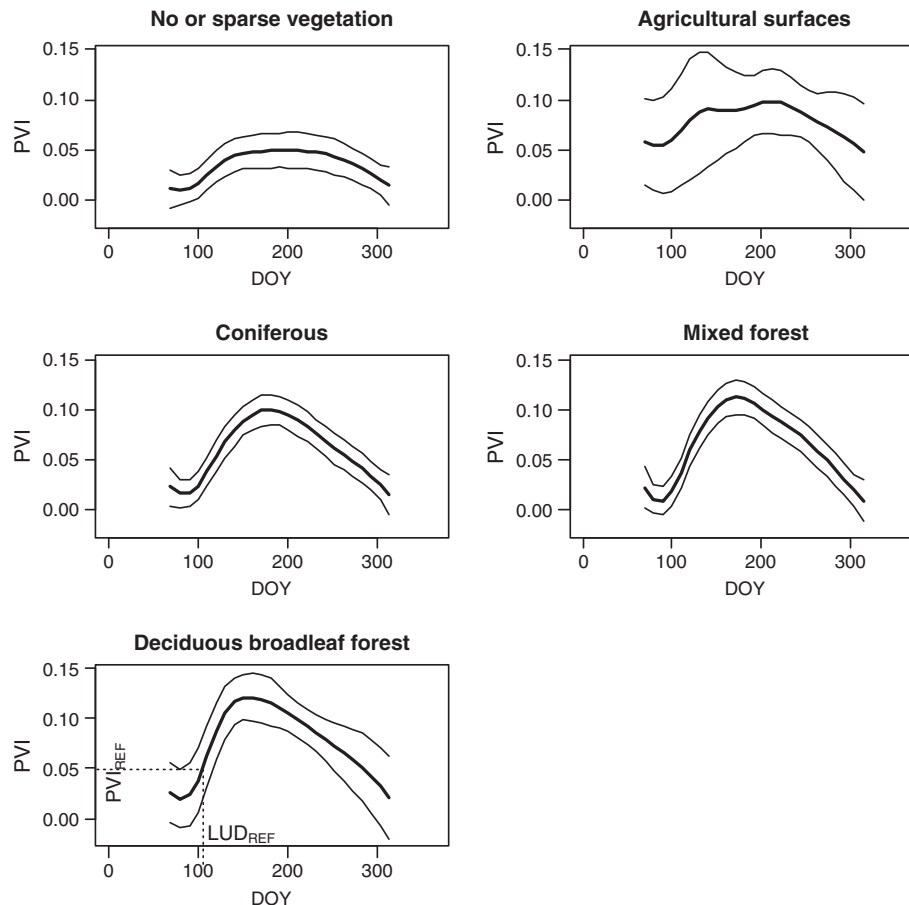 No or sparse vegetation
Agricultural surfaces
0.15
0.10
0.05
0.00
PVI
0
100
200
300
DOY
0.15
0.10
0.05
0.00
PVI
0
100
200
300
DOY
Coniferous
Mixed forest
0.15
0.10
0.05
0.00
PVI
0
100
200
300
DOY
0.15
0.10
0.05
0.00
PVI
0
100
200
300
DOY
Deciduous broadleaf forest
0.15
0.10
0.05
0.00
PVI
PVIREF
LUDREF
0
100
200
300
DOY